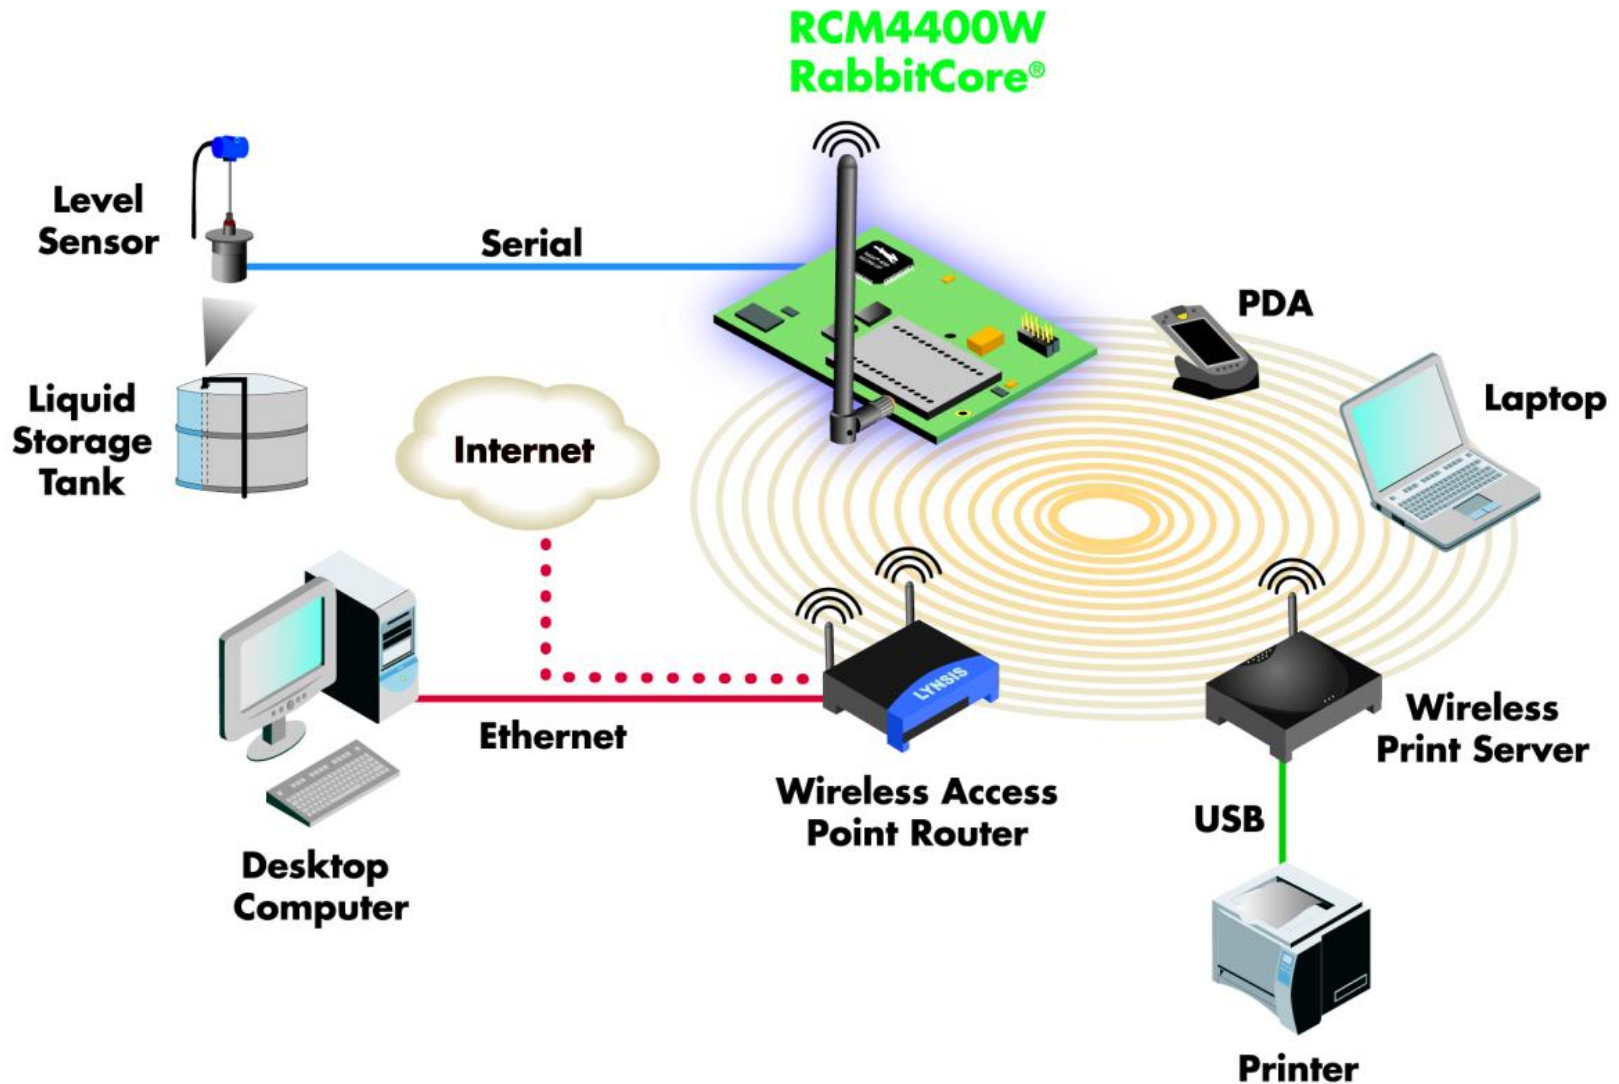 RCM4400W
RabbitCore®
Level
Sensor
Serial
PDA
Laptop
Liquid
Storage
Tank
Internet
LYNSIS
Ethernet
Wireless
Print Server
Wireless Access
Point Router
USB
Desktop
Computer
Printer